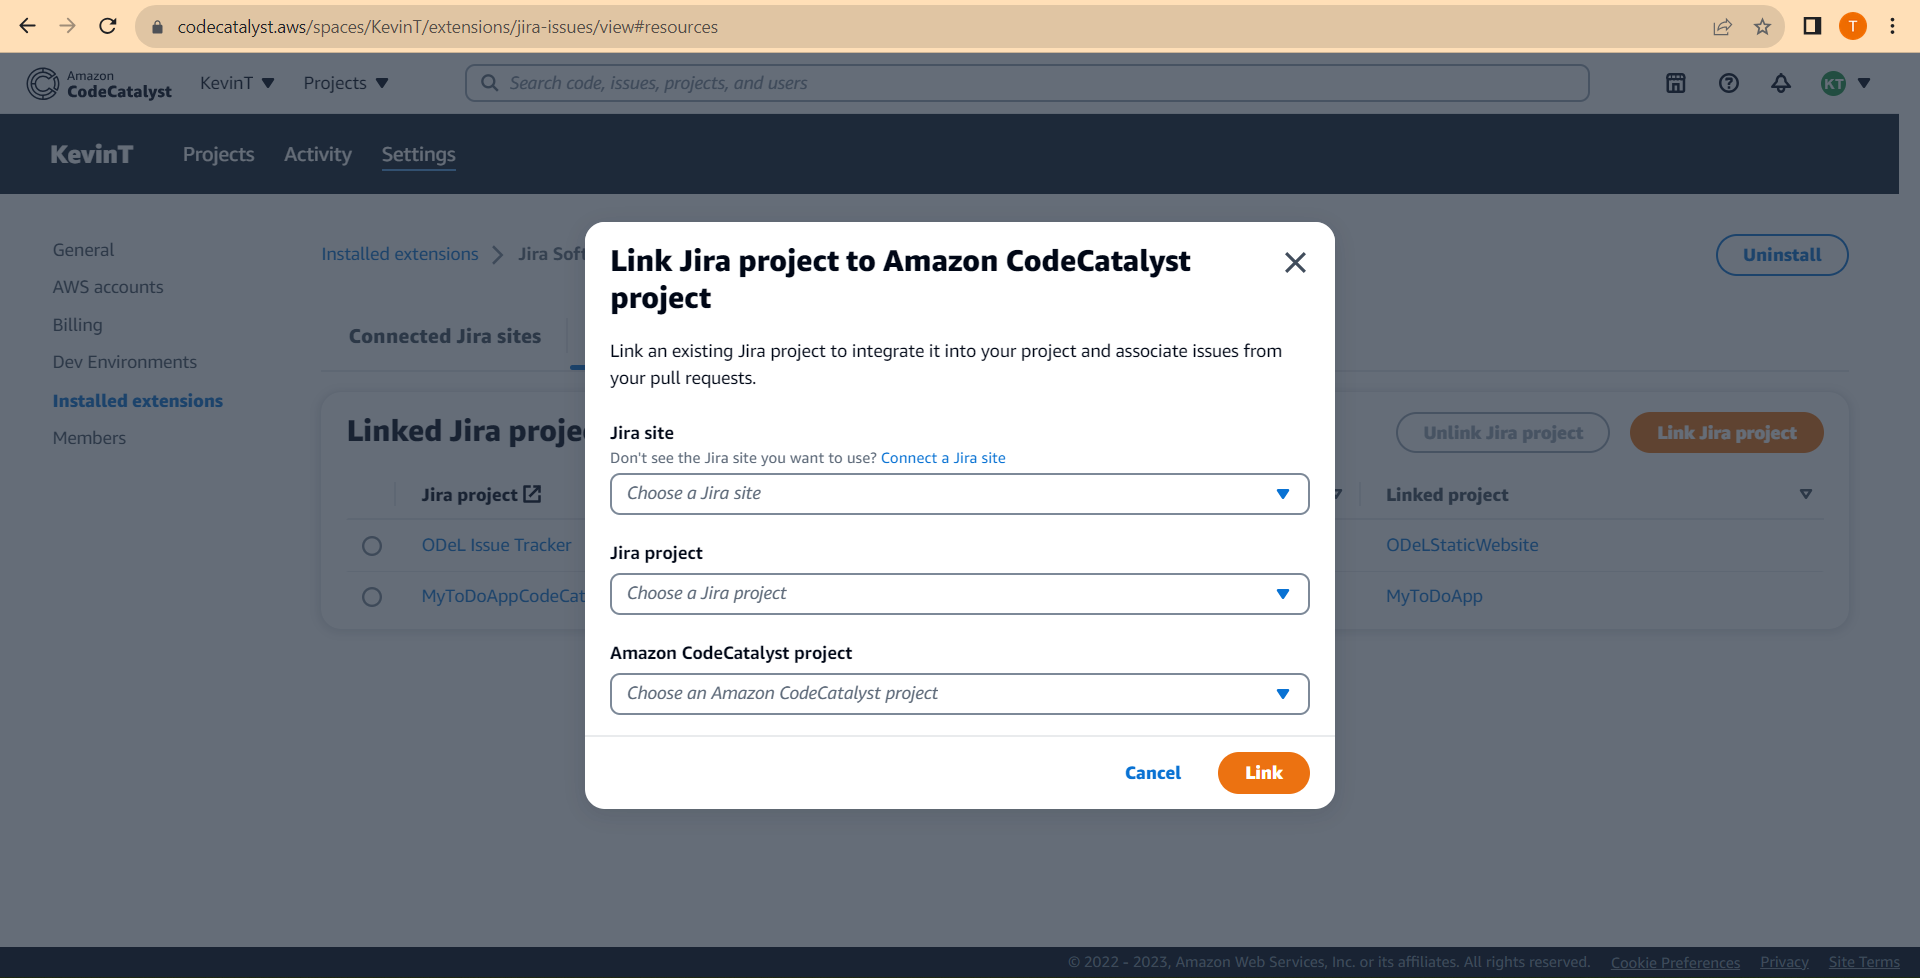 codecatalyst.aws/spaces/KevinT/extensions/jira-issues/view#resources
T
Amazon
CodeCatalyst
KevinT
Projects
Search code, issues, projects, and users
KT
KevinT
Projects
Activity
Settings
General
AWS accounts
Billing
Dev Environments
Installed extensions
Members
Installed extensions
Jira Soft
Uninstall
Connected Jira sites
Linked Jira proje
Unlink Jira project
Link Jira project
Jira project
Linked project
ODeL Issue Tracker
ODeLStaticWebsite
MyToDoAppCodeCat
MyToDoApp
Link Jira project to Amazon CodeCatalyst
project
Link an existing Jira project to integrate it into your project and associate issues from
your pull requests.
Jira site
Don't see the Jira site you want to use? Connect a Jira site
Choose a Jira site
Jira project
Choose a Jira project
Amazon CodeCatalyst project
Choose an Amazon CodeCatalyst project
Cancel
Link
© 2022 - 2023, Amazon Web Services, Inc. or its affiliates. All rights reserved.
Cookie Preferences
Privacy
Site Terms